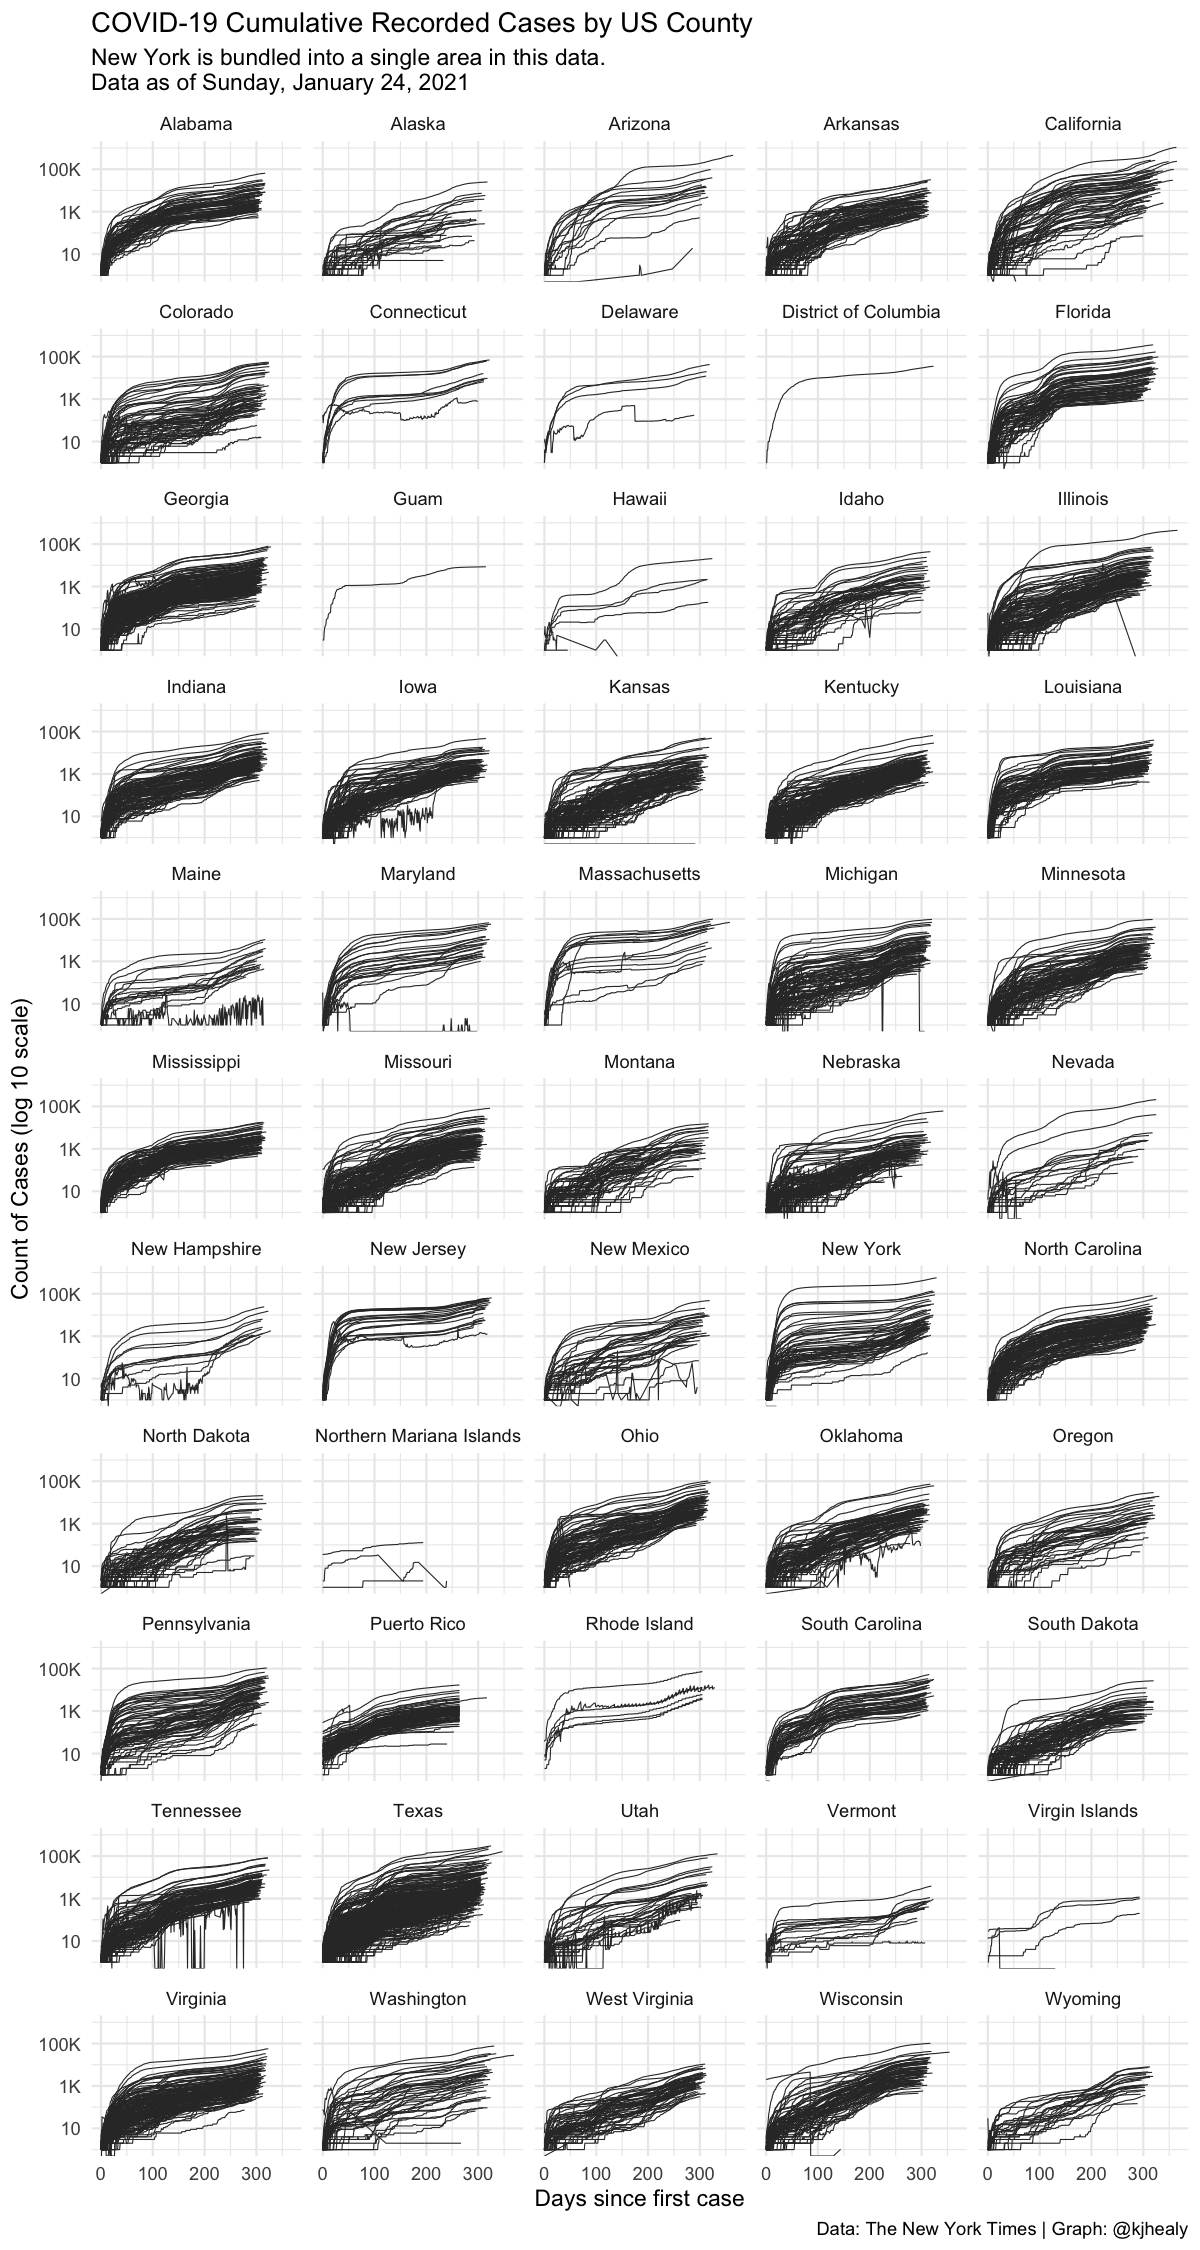 COVID-19 Cumulative Recorded Cases by US County
New York is bundled into a single area in this data.
Data as of Sunday, January 24, 2021
Alabama Alaska Arizona Arkansas California
100K
1K
10
Colorado Connecticut Delaware District of Columbia Florida
100K
1K
10
Georgia Guam Hawaii Idaho Illinois
100K
1K
10
Indiana Iowa Kansas Kentucky Louisiana
100K
1K
10
Maine Maryland Massachusetts Michigan Minnesota
100K
1K
10
Count of Cases (log 10 scale)
Mississippi Missouri Montana Nebraska Nevada
100K
1K
10
New Hampshire New Jersey New Mexico New York North Carolina
100K
1K
10
North Dakota Northern Mariana Islands Ohio Oklahoma Oregon
100K
1K
10
Pennsylvania Puerto Rico Rhode Island South Carolina South Dakota
100K
1K
10
Tennessee Texas Utah Vermont Virgin Islands
100K
1K
10
Virginia Washington West Virginia Wisconsin Wyoming
100K
1K
10
0 100 200 300 0 100 200 300 0 100 200 300 0 100 200 300 0 100 200 300
Days since first case
Data: The New York Times | Graph: @kjhealy